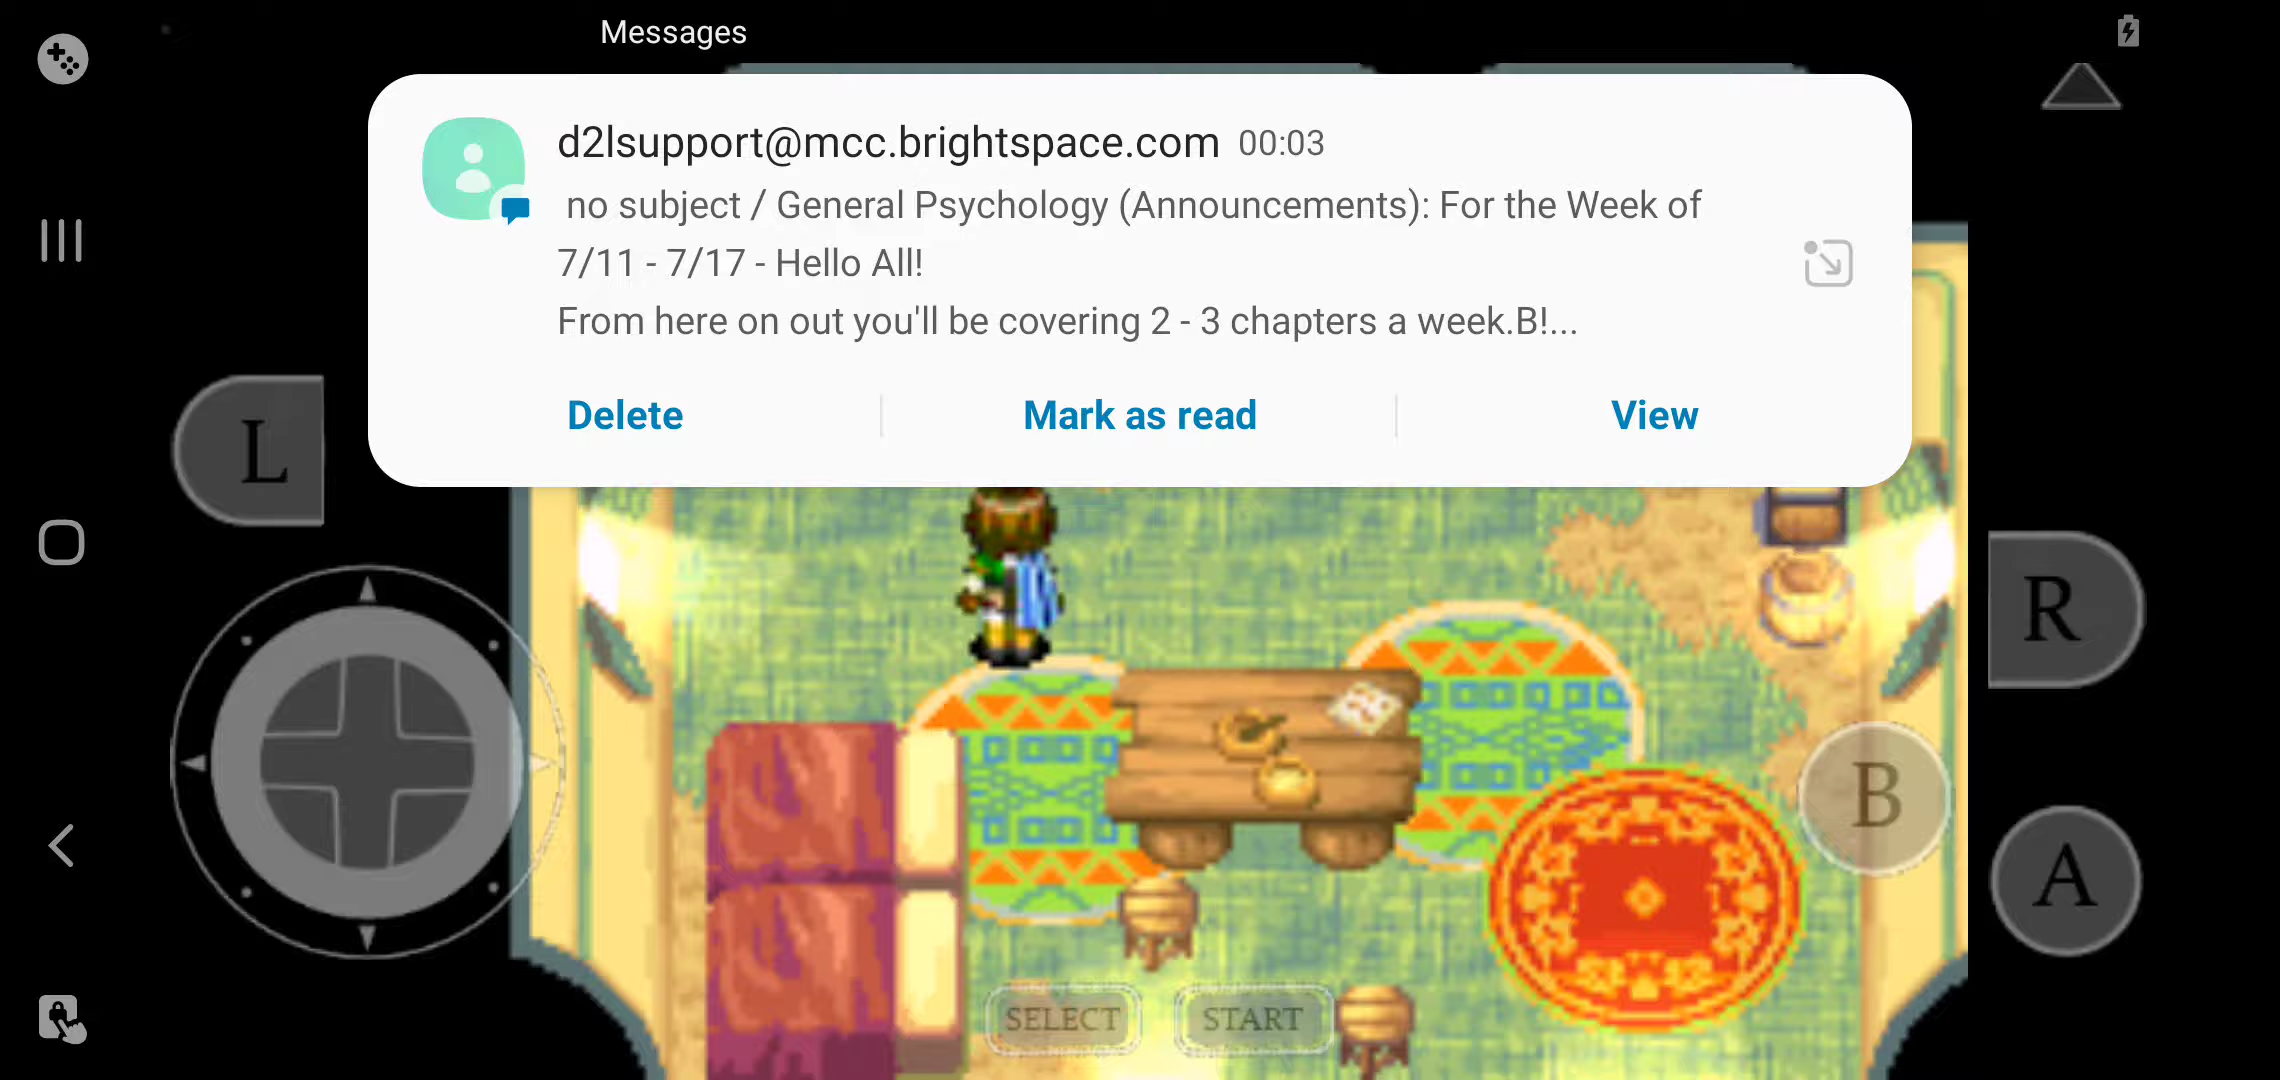 Messages
d2lsupport@mcc.brightspace.com 00:03
no subject / General Psychology (Announcements): For the Week of
7/11 - 7/17 - Hello All!
From here on out you'll be covering 2 - 3 chapters a week.B!...
Delete
Mark as read
View
L
R
B
A
SELECT
START